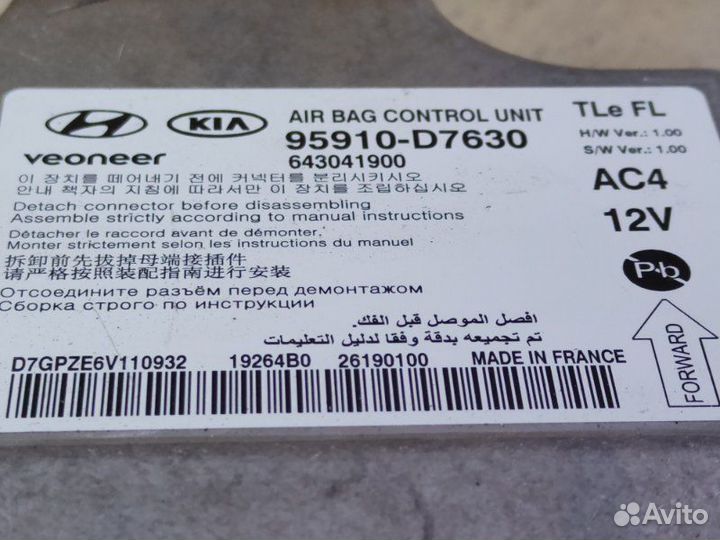 KIA
AIR BAG CONTROL UNIT
TLe FL
95910-D7630
H/W Ver.: 1.00
S/W Ver.: 1.00
veoneer
643041900
AC4
12V
이 장치를 떼어내기 전에 커넥터를 분리시키시오
안내 책자의 지침에 따라서만 이 장치를 조립하십시오
Detach connector before disassembling
Assemble strictly according to manual instructions
Détacher le raccord avant de démonter.
Monter strictement selon les instructions du manuel
拆卸前先拔掉母端接插件
请严格按照装配指南进行安装
Pb
Отсоедините разъём перед демонтажом
Сборка строго по инструкции
افصل الموصل قبل الفك.
تم تجميعه بدقة وفقا لدليل التعليمات
D7GPZE6V110932 19264B0 26190100 MADE IN FRANCE
FORWARD
Avito